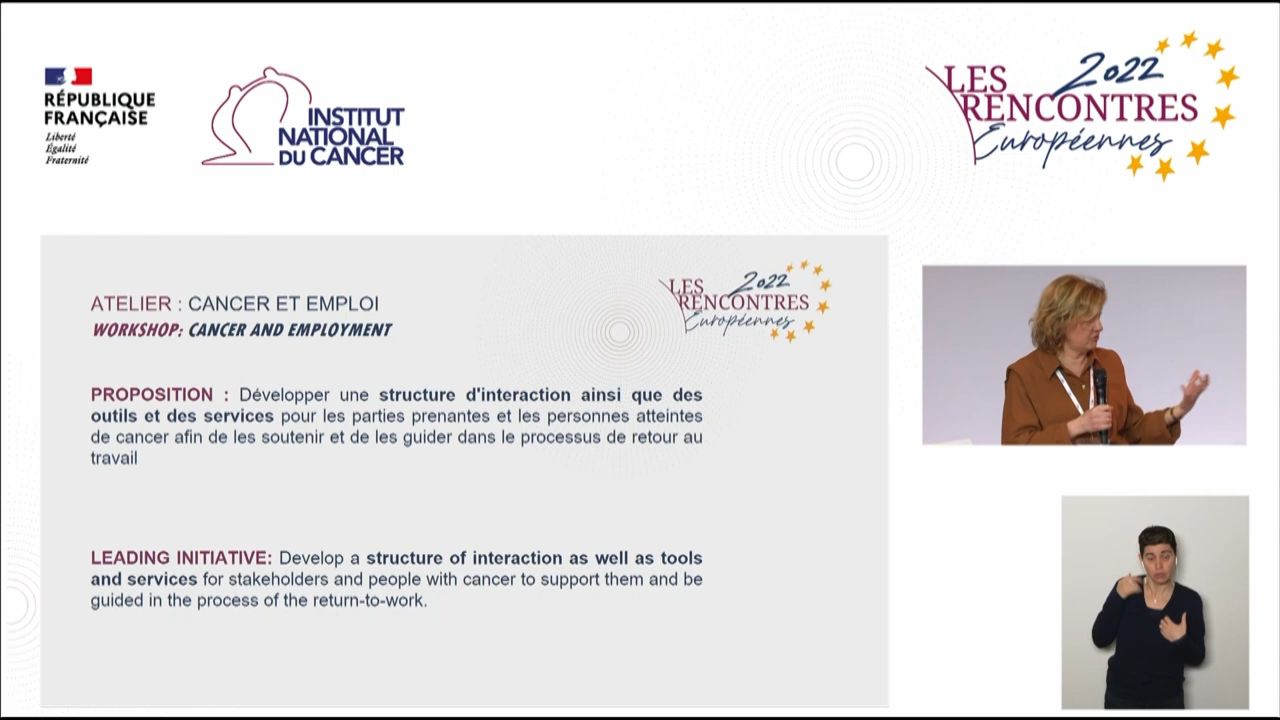 RÉPUBLIQUE
FRANÇAISE
Liberté
Égalité
Fraternité
INSTITUT
NATIONAL
DU CANCER
2022
LES
RENCONTRES
Européennes
2022
LES
RENCONTRES
Européennes
ATELIER : CANCER ET EMPLOI
WORKSHOP: CANCER AND EMPLOYMENT
PROPOSITION : Développer une structure d'interaction ainsi que des
outils et des services pour les parties prenantes et les personnes atteintes
de cancer afin de les soutenir et de les guider dans le processus de retour au
travail
LEADING INITIATIVE: Develop a structure of interaction as well as tools
and services for stakeholders and people with cancer to support them and be
guided in the process of the return-to-work.